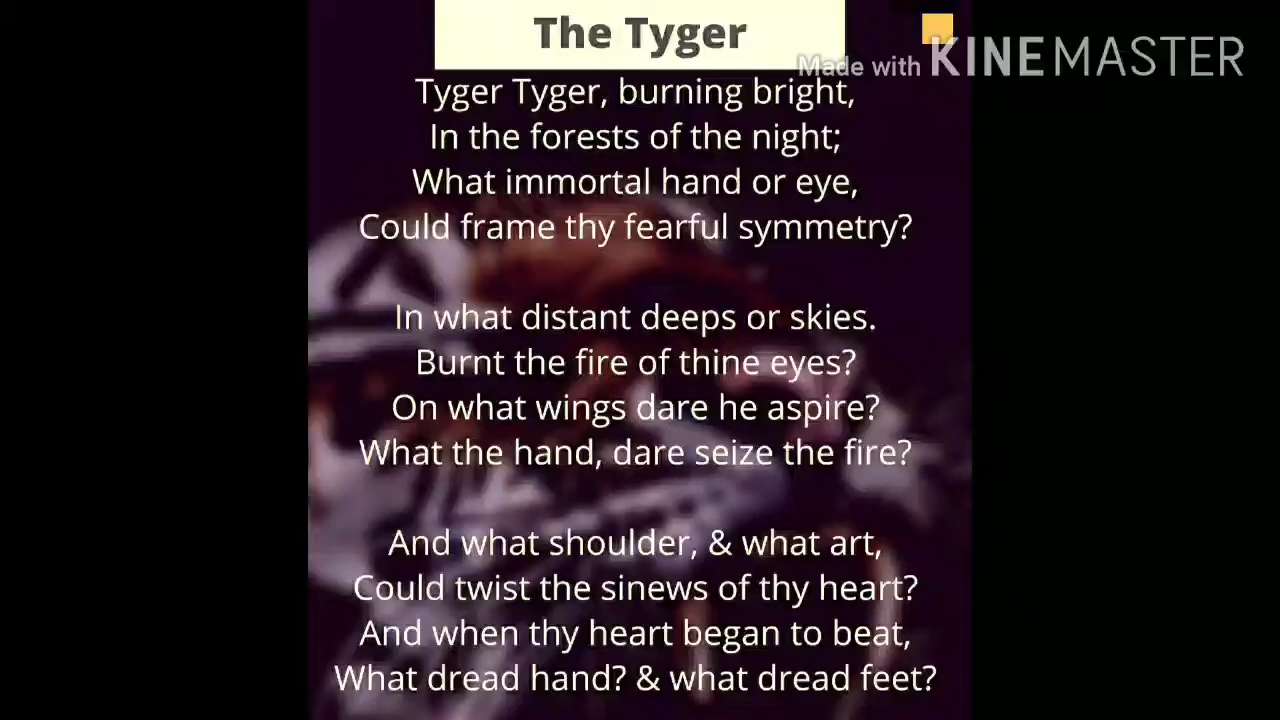 The Tyger
Made with KINEMASTER
Tyger Tyger, burning bright,
In the forests of the night;
What immortal hand or eye,
Could frame thy fearful symmetry?
In what distant deeps or skies.
Burnt the fire of thine eyes?
On what wings dare he aspire?
What the hand, dare seize the fire?
And what shoulder, & what art,
Could twist the sinews of thy heart?
And when thy heart began to beat,
What dread hand? & what dread feet?